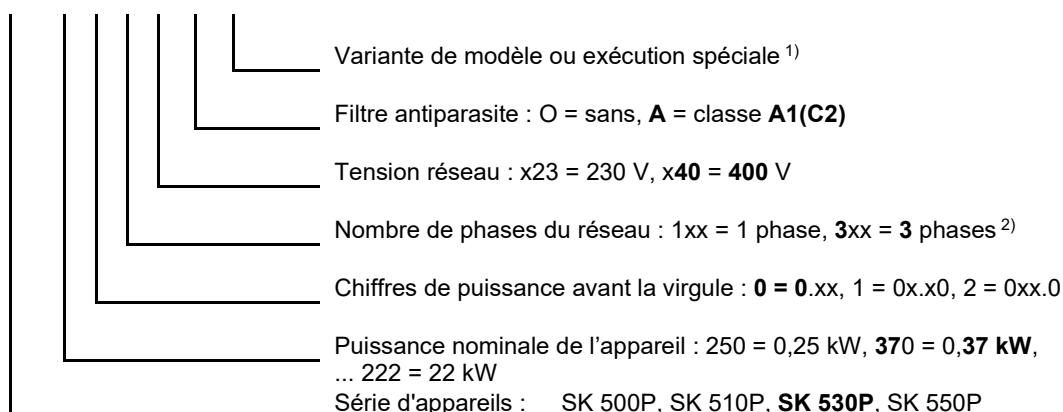 Variante de modèle ou exécution spéciale 1)
Filtre antiparasite : O = sans, A = classe A1(C2)
Tension réseau : x23 = 230 V, x40 = 400 V
Nombre de phases du réseau : 1xx = 1 phase, 3xx = 3 phases 2)
Chiffres de puissance avant la virgule : 0 = 0.xx, 1 = 0x.x0, 2 = 0xx.0
Puissance nominale de l’appareil : 250 = 0,25 kW, 370 = 0,37 kW,
... 222 = 22 kW
Série d'appareils : SK 500P, SK 510P, SK 530P, SK 550P